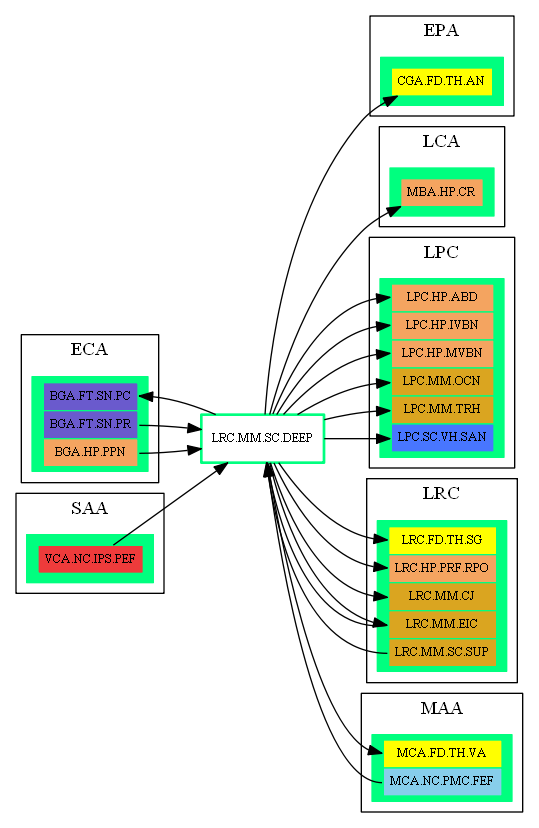 EPA
CGA.FD.TH.AN
LCA
MBA.HP.CR
LPC
LPC.HP.ABD
LPC.HP.IVBN
LPC.HP.MVBN
LPC.MM.OCN
LPC.MM.TRH
LPC.SC.VH.SAN
ECA
BGA.FT.SN.PC
BGA.FT.SN.PR
BGA.HP.PPN
LRC.MM.SC.DEEP
SAA
VCA.NC.IPS.PEF
LRC
LRC.FD.TH.SG
LRC.HP.PRF.RPO
LRC.MM.CJ
LRC.MM.EIC
LRC.MM.SC.SUP
MAA
MCA.FD.TH.VA
MCA.NC.PMC.FEF